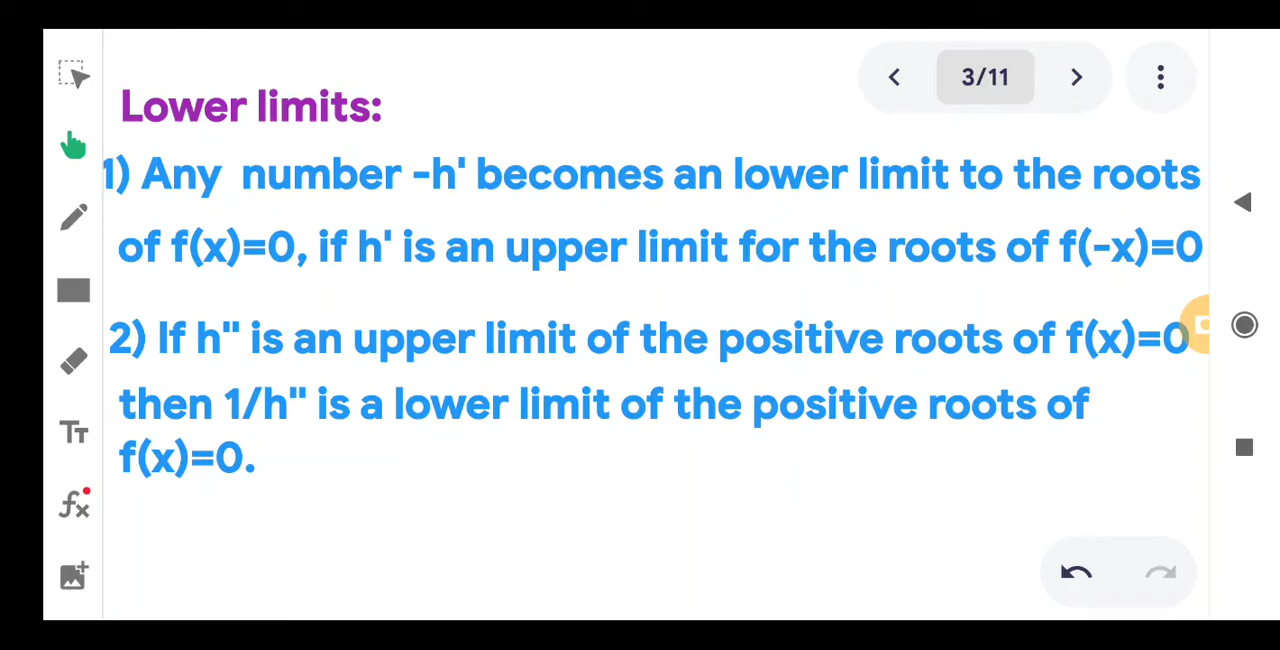 3/11
Lower limits:
1) Any number -h' becomes an lower limit to the roots
of f(x)=0, if h' is an upper limit for the roots of f(-x)=0
2) If h" is an upper limit of the positive roots of f(x)=0
then 1/h" is a lower limit of the positive roots of
f(x)=0.
TT
fx